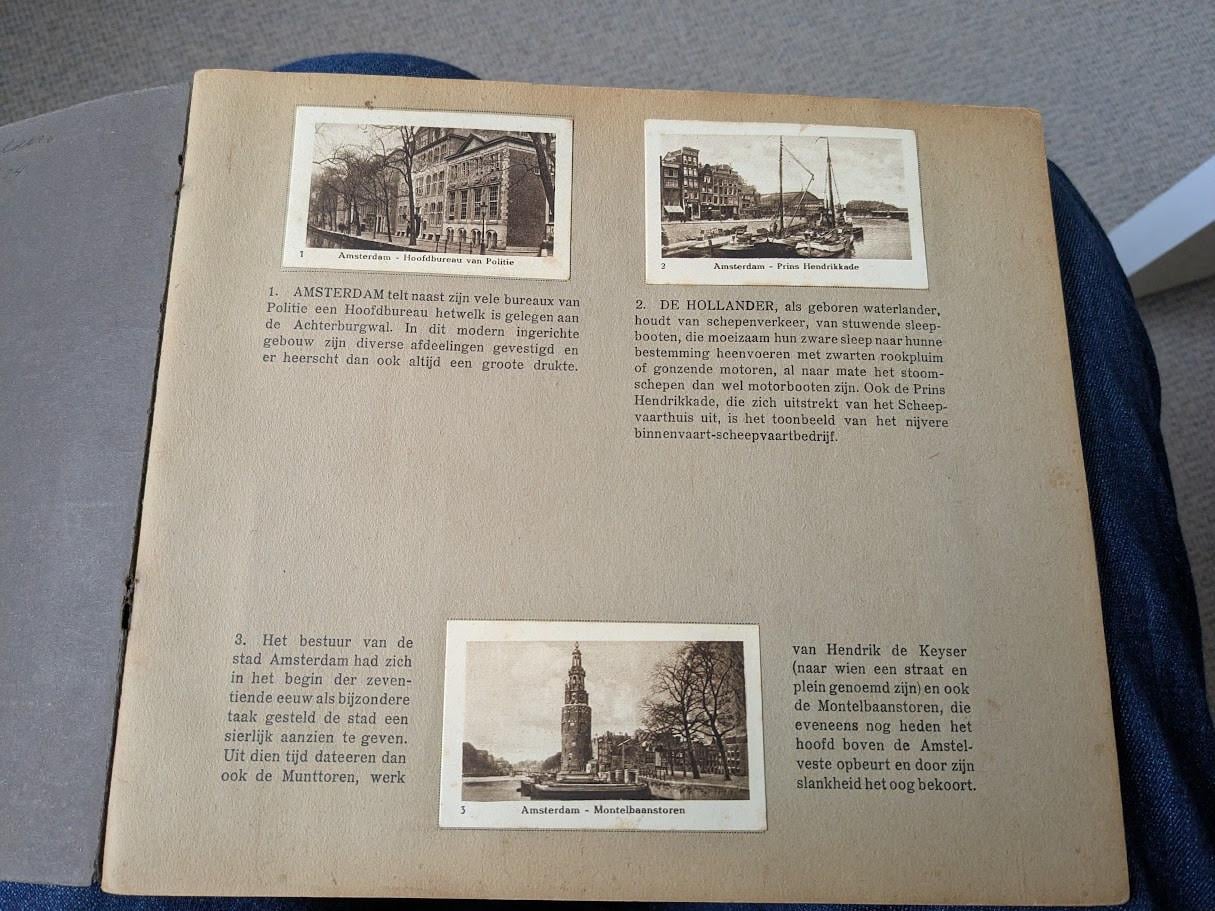 1 Amsterdam - Hoofdbureau van Politie
1. AMSTERDAM telt naast zijn vele bureaux van
Politie een Hoofdbureau hetwelk is gelegen aan
de Achterburgwal. In dit modern ingerichte
gebouw zijn diverse afdeelingen gevestigd en
er heerscht dan ook altijd een groote drukte.
2 Amsterdam - Prins Hendrikkade
2. DE HOLLANDER, als geboren waterlander,
houdt van schepenverkeer, van stuwende sleep-
booten, die moeizaam hun zware sleep naar hunne
bestemming heenvoeren met zwarten rookpluim
of gonzende motoren, al naar mate het stoom-
schepen dan wel motorbooten zijn. Ook de Prins
Hendrikkade, die zich uitstrekt van het Scheep-
vaarthuis uit, is het toonbeeld van het nijvere
binnenvaart-scheepvaartbedrijf.
3. Het bestuur van de
stad Amsterdam had zich
in het begin der zeven-
tiende eeuw als bijzondere
taak gesteld de stad een
sierlijk aanzien te geven.
Uit dien tijd dateeren dan
ook de Munttoren, werk
3 Amsterdam - Montelbaanstoren
van Hendrik de Keyser
(naar wien een straat en
plein genoemd zijn) en ook
de Montelbaanstoren, die
eveneens nog heden het
hoofd boven de Amstel-
veste opbeurt en door zijn
slankheid het oog bekoort.